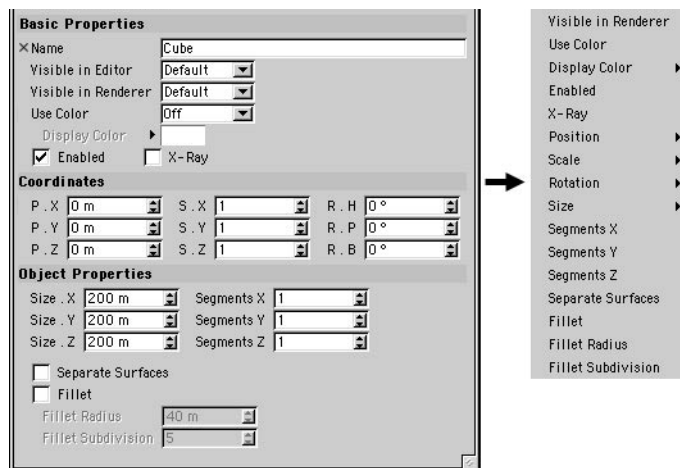 Basic Properties
×Name Cube
Visible in Editor Default
Visible in Renderer Default
Use Color Off
Display Color
Enabled X-Ray
Coordinates
P . X 0 m S . X 1 R . H 0 °
P . Y 0 m S . Y 1 R . P 0 °
P . Z 0 m S . Z 1 R . B 0 °
Object Properties
Size . X 200 m Segments X 1
Size . Y 200 m Segments Y 1
Size . Z 200 m Segments Z 1
Separate Surfaces
Fillet
Fillet Radius 40 m
Fillet Subdivision 5
Visible in Renderer
Use Color
Display Color
Enabled
X-Ray
Position
Scale
Rotation
Size
Segments X
Segments Y
Segments Z
Separate Surfaces
Fillet
Fillet Radius
Fillet Subdivision